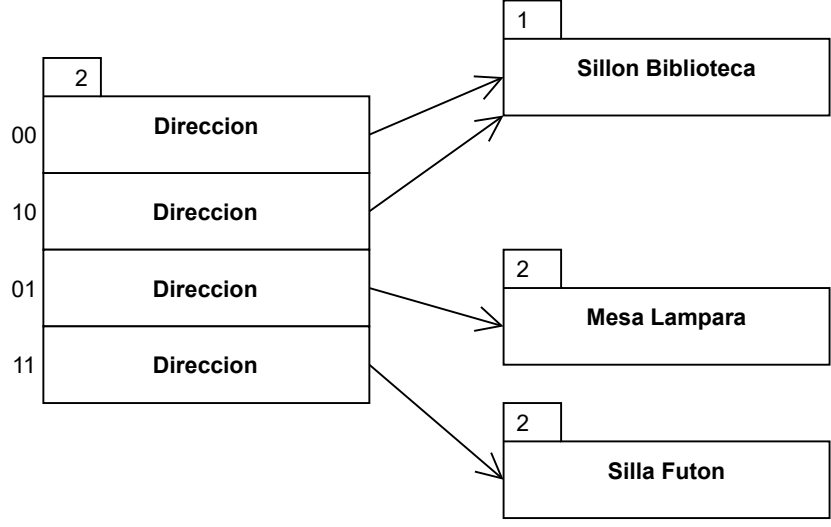 2
00 Direccion
10 Direccion
01 Direccion
11 Direccion
1
Sillon Biblioteca
2
Mesa Lampara
2
Silla Futon